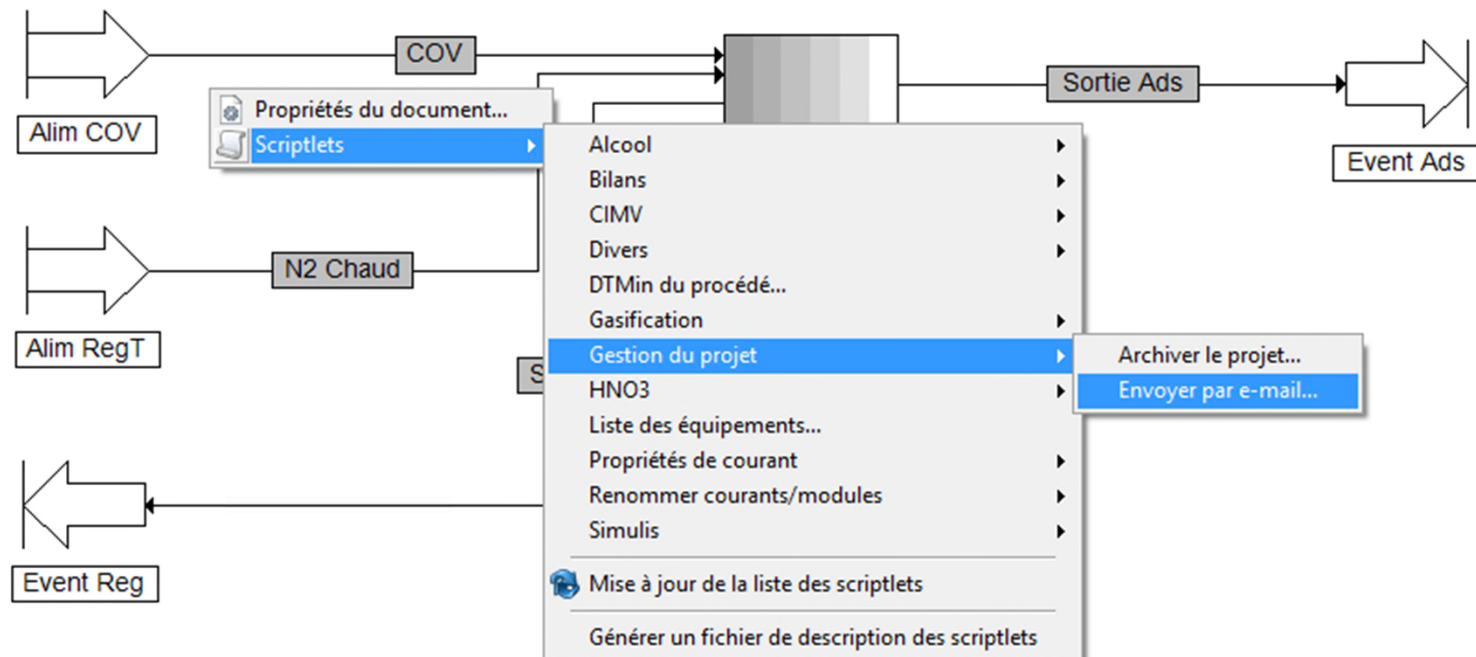 COV
Sortie Ads
Alim COV
Event Ads
Propriétés du document...
Scriptlets
Alcool
Bilans
CIMV
Divers
DTMin du procédé...
Gasification
Gestion du projet
HNO3
Liste des équipements...
Propriétés de courant
Renommer courants/modules
Simulis
Mise à jour de la liste des scriptlets
Générer un fichier de description des scriptlets
Archiver le projet...
Envoyer par e-mail...
N2 Chaud
Alim RegT
S
Event Reg